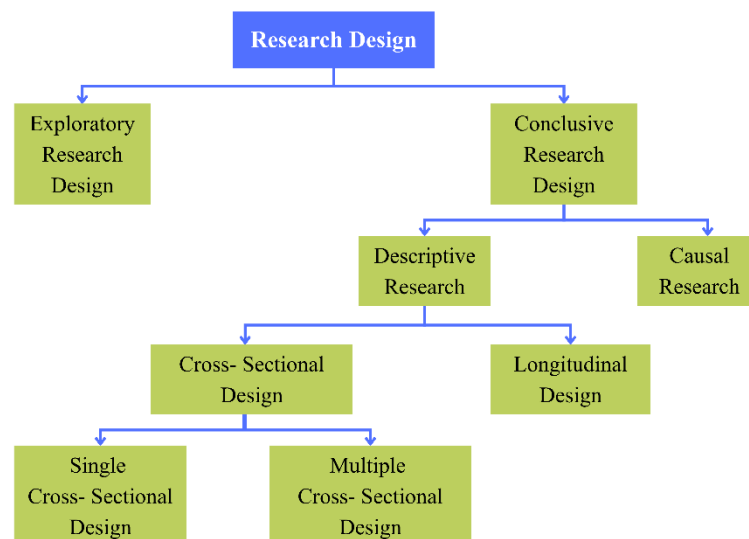 Research Design
Exploratory
Research
Design
Conclusive
Research
Design
Descriptive
Research
Causal
Research
Cross- Sectional
Design
Longitudinal
Design
Single
Cross- Sectional
Design
Multiple
Cross- Sectional
Design